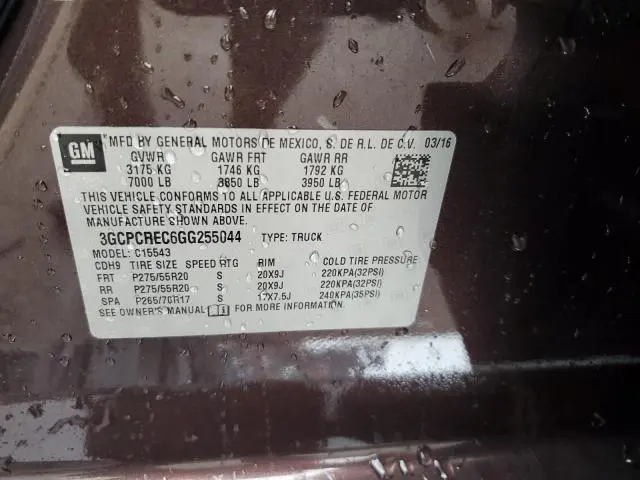 GM
MFD BY GENERAL MOTORS DE MEXICO, S. DE R.L. DE C.V. 03/16
GVWR GAWR FRT GAWR RR
3175 KG 1746 KG 1792 KG
7000 LB 3850 LB 3950 LB
THIS VEHICLE CONFORMS TO ALL APPLICABLE U.S. FEDERAL MOTOR
VEHICLE SAFETY STANDARDS IN EFFECT ON THE DATE OF
MANUFACTURE SHOWN ABOVE.
3GCPCREC6GG255044 TYPE: TRUCK
MODEL: C15543
CDH9 TIRE SIZE SPEED RTG RIM COLD TIRE PRESSURE
FRT P275/55R20 S 20X9J 220KPA(32PSI)
RR P275/55R20 S 20X9J 220KPA(32PSI)
SPA P265/70R17 S 17X7.5J 240KPA(35PSI)
SEE OWNER'S MANUAL FOR MORE INFORMATION.